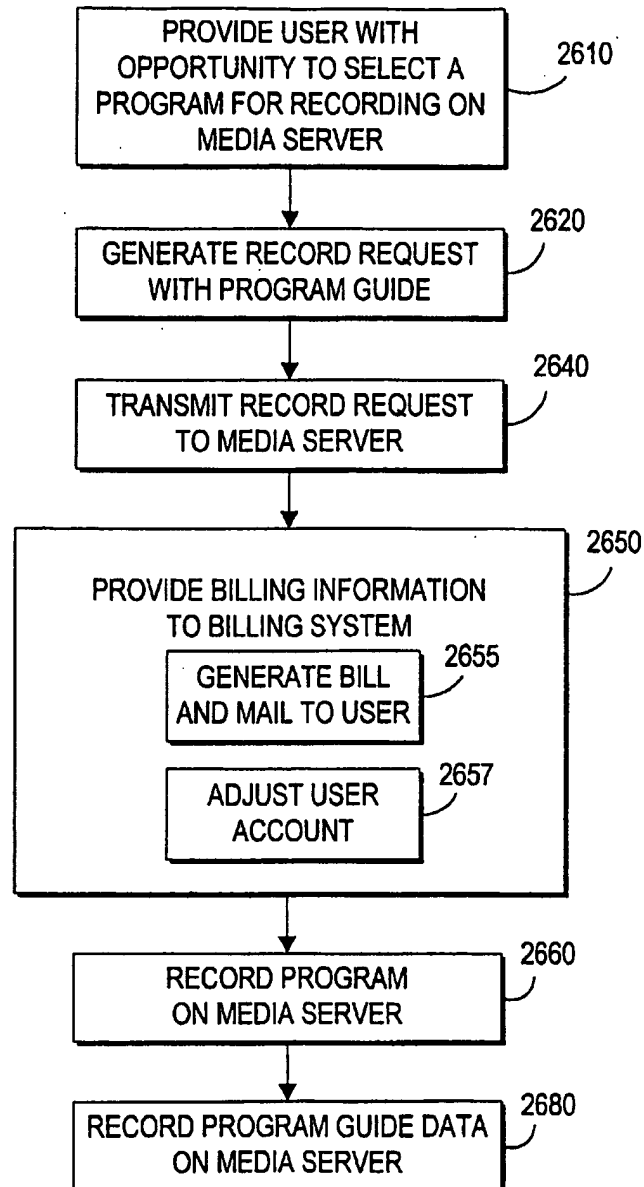 PROVIDE USER WITH
OPPORTUNITY TO SELECT A
PROGRAM FOR RECORDING ON
MEDIA SERVER
2610
GENERATE RECORD REQUEST
WITH PROGRAM GUIDE
2620
TRANSMIT RECORD REQUEST
TO MEDIA SERVER
2640
PROVIDE BILLING INFORMATION
TO BILLING SYSTEM
2650
GENERATE BILL
AND MAIL TO USER
2655
ADJUST USER
ACCOUNT
2657
RECORD PROGRAM
ON MEDIA SERVER
2660
RECORD PROGRAM GUIDE DATA
ON MEDIA SERVER
2680